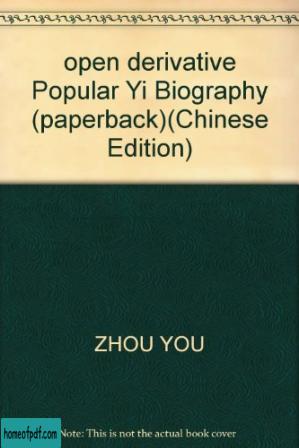 open derivative
Popular Yi Biography
(paperback)(Chinese
Edition)
ZHOU YOU
Note: This is not the actual book cover
homeofpdf.com